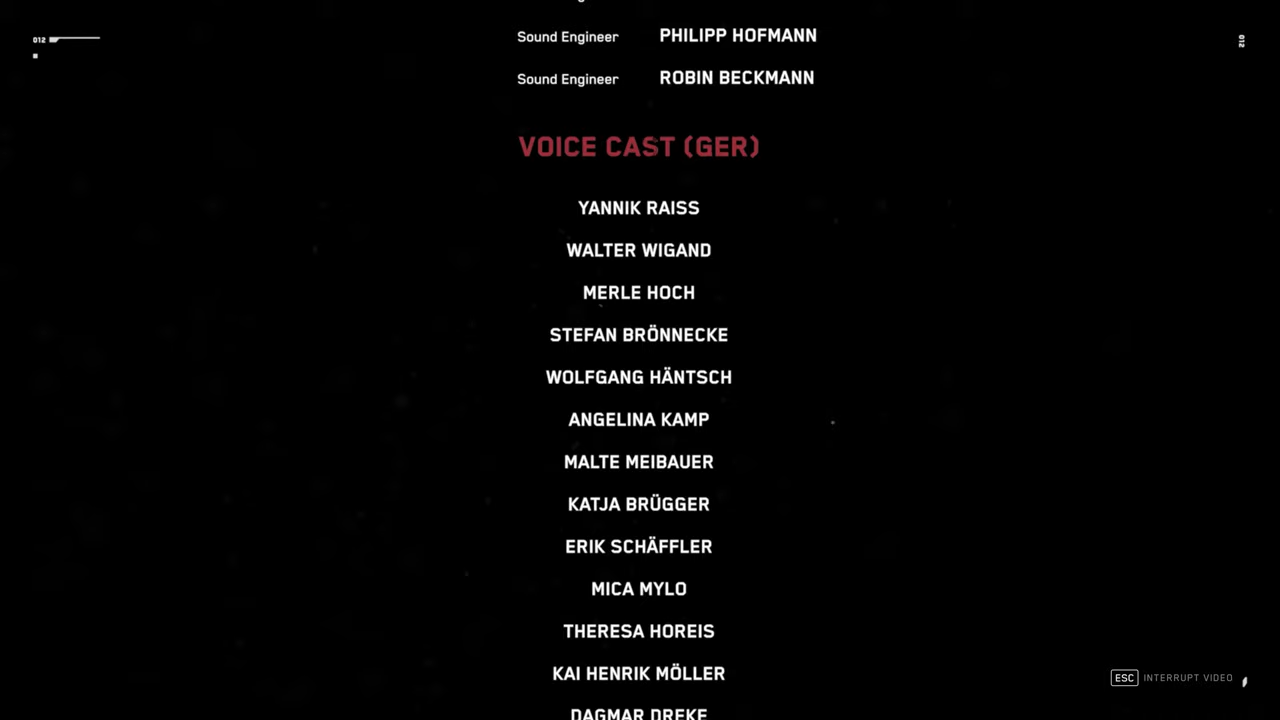 012
012
Sound Engineer PHILIPP HOFMANN
Sound Engineer ROBIN BECKMANN
VOICE CAST (GER)
YANNIK RAISS
WALTER WIGAND
MERLE HOCH
STEFAN BRÖNNECKE
WOLFGANG HÄNTSCH
ANGELINA KAMP
MALTE MEIBAUER
KATJA BRÜGGER
ERIK SCHÄFFLER
MICA MYLO
THERESA HOREIS
KAI HENRIK MÖLLER
DAGMAR DREKE
ESC INTERRUPT VIDEO